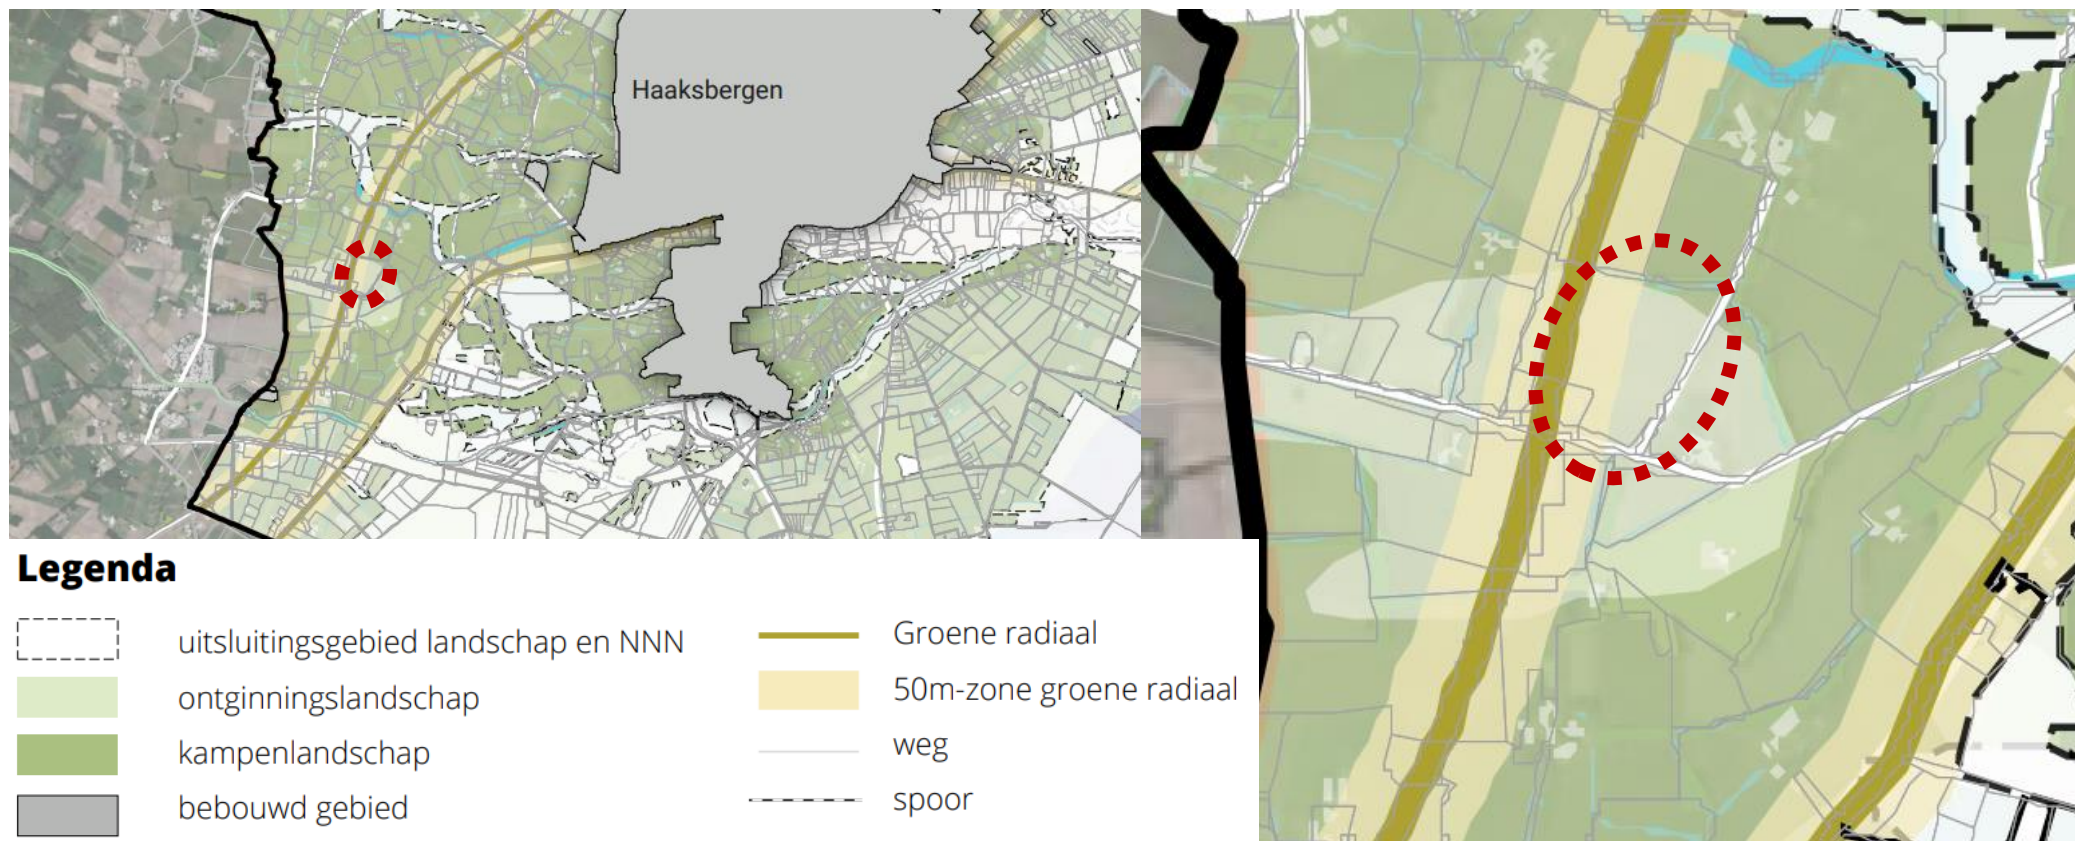 Haaksbergen
Legenda
uitsluitingsgebied landschap en NNN
ontginningslandschap
kampenlandschap
bebouwd gebied
Groene radiaal
50m-zone groene radiaal
weg
spoor